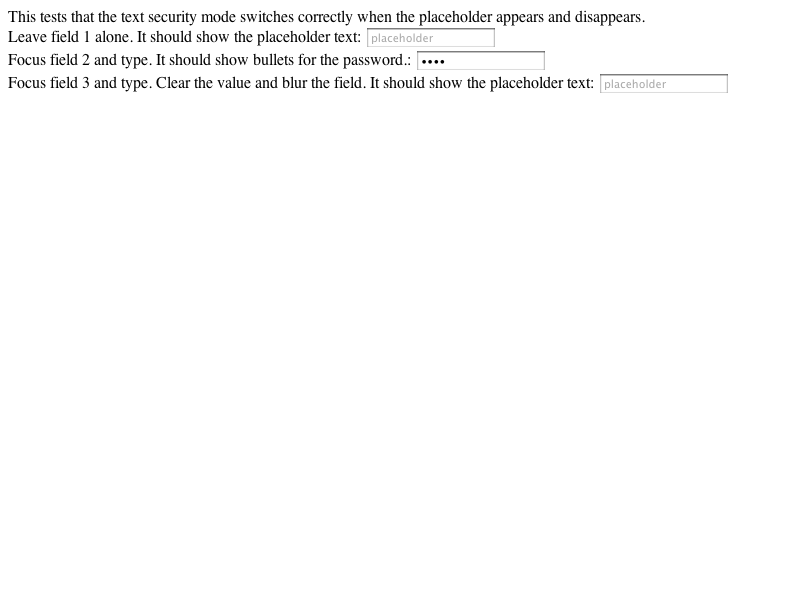 This tests that the text security mode switches correctly when the placeholder appears and disappears.
Leave field 1 alone. It should show the placeholder text: placeholder
Focus field 2 and type. It should show bullets for the password.: ••••
Focus field 3 and type. Clear the value and blur the field. It should show the placeholder text: placeholder